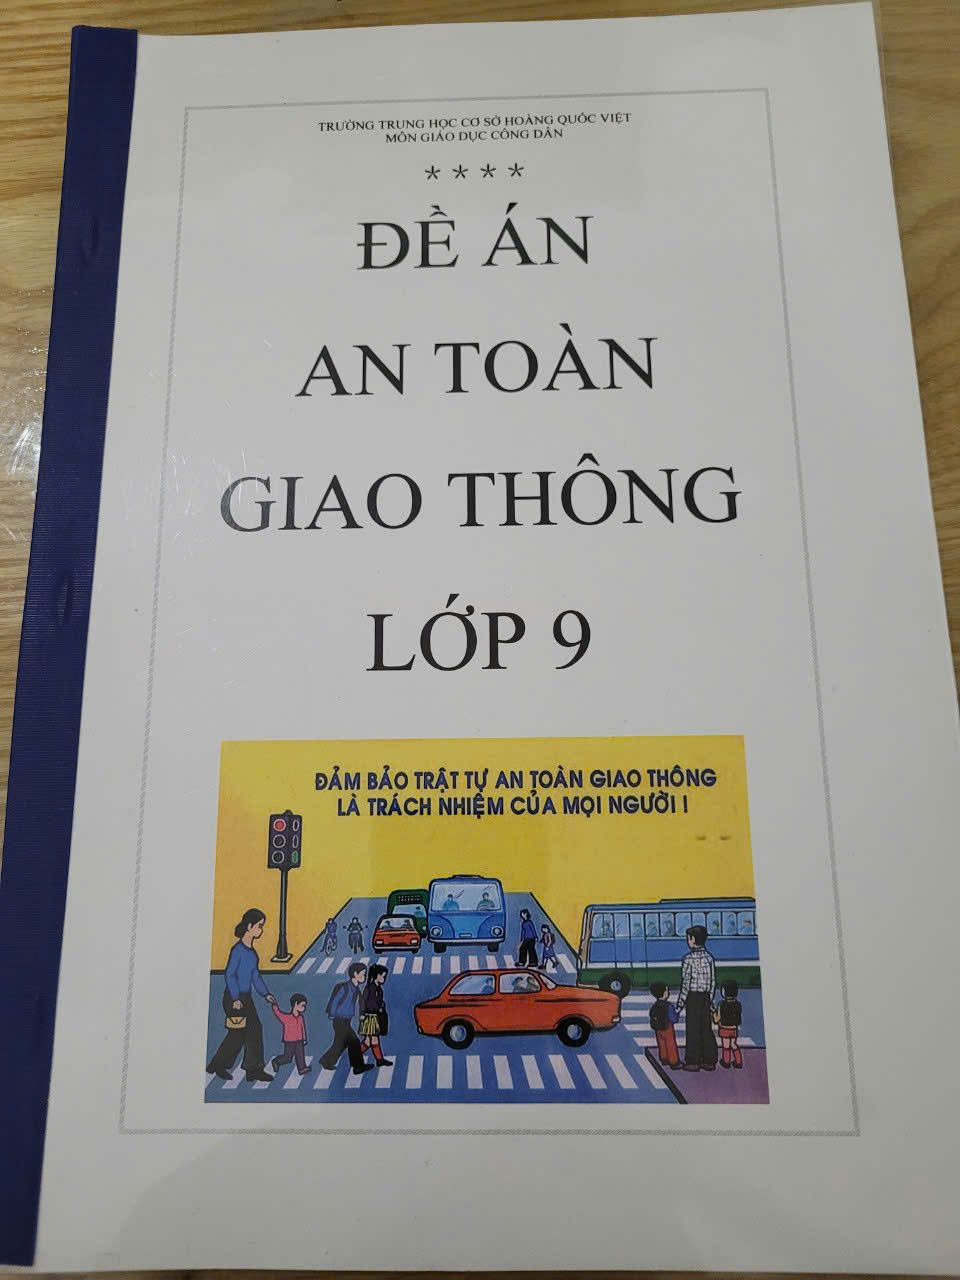 TRƯỜNG TRUNG HỌC CƠ SỞ HOÀNG QUỐC VIỆT
MÔN GIÁO DỤC CÔNG DÂN
* * * *
ĐỀ ÁN
AN TOÀN
GIAO THÔNG
LỚP 9
ĐẢM BẢO TRẬT TỰ AN TOÀN GIAO THÔNG
LÀ TRÁCH NHIỆM CỦA MỌI NGƯỜI !